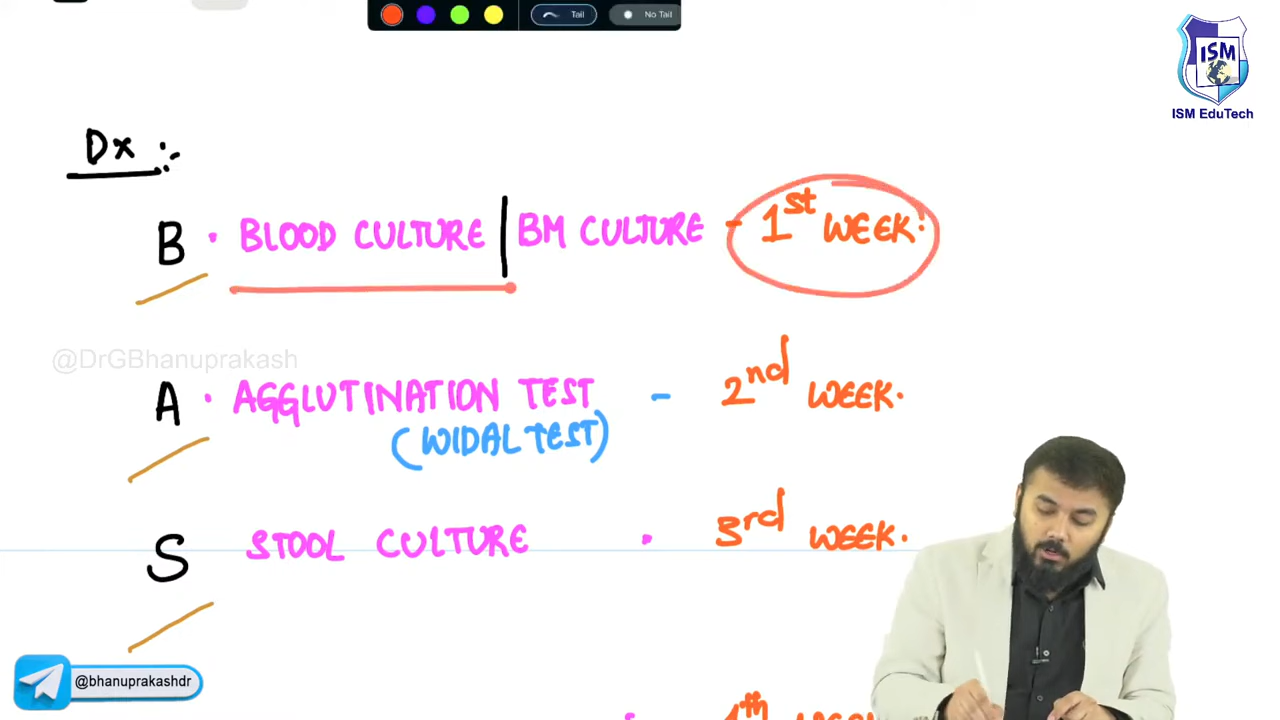 Tail
No Tail
ISM
ISM EduTech
Dx :-
B · BLOOD CULTURE | BM CULTURE - 1st WEEK.
@DrGBhanuprakash
A · AGGLUTINATION TEST - 2nd WEEK.
(WIDAL TEST)
S STOOL CULTURE · 3rd WEEK.
@bhanuprakashdr